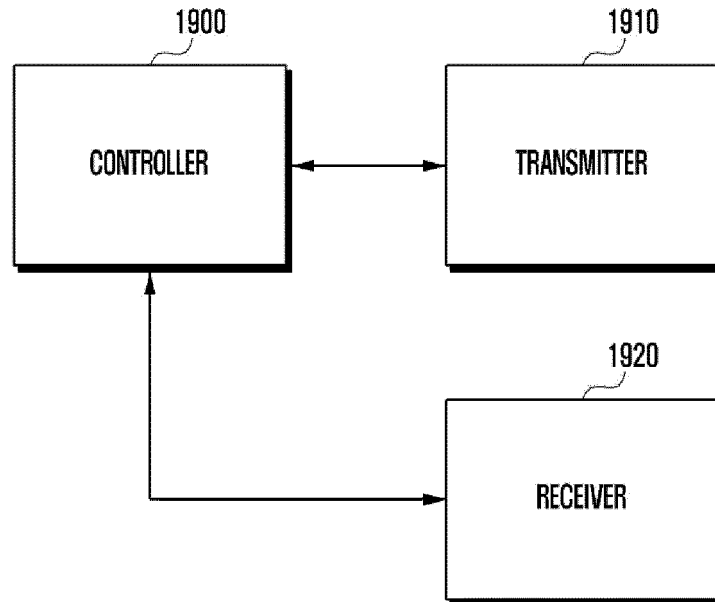 1900
CONTROLLER
1910
TRANSMITTER
1920
RECEIVER